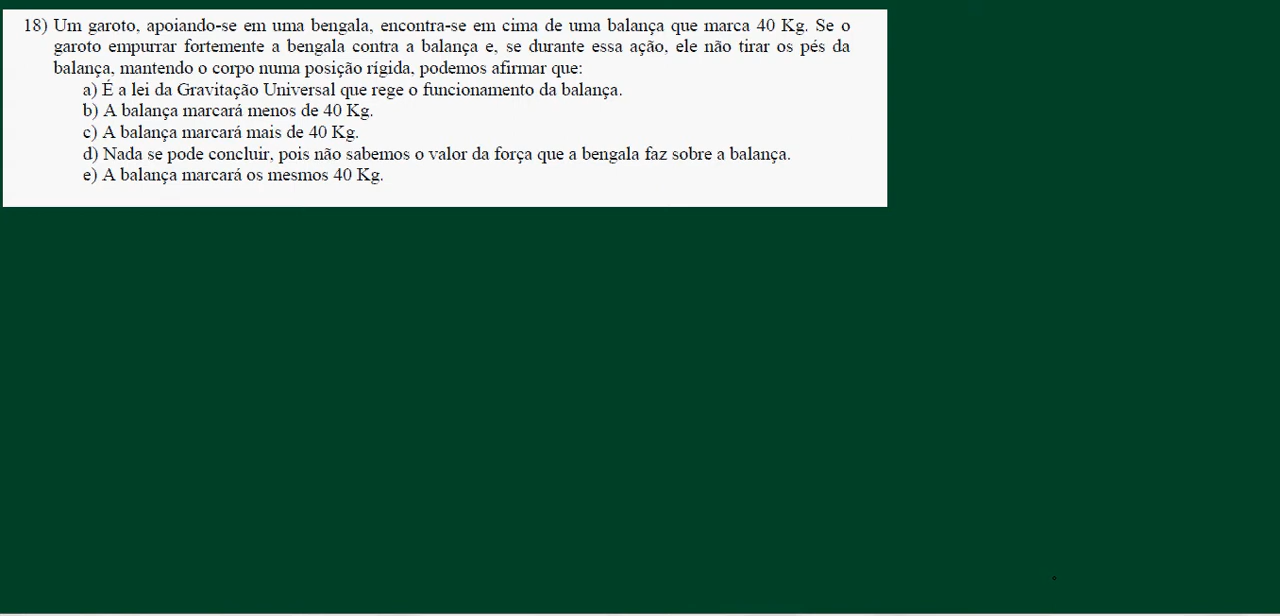 18) Um garoto, apoiando-se em uma bengala, encontra-se em cima de uma balança que marca 40 Kg. Se o
garoto empurrar fortemente a bengala contra a balança e, se durante essa ação, ele não tirar os pés da
balança, mantendo o corpo numa posição rígida, podemos afirmar que:
a) É a lei da Gravitação Universal que rege o funcionamento da balança.
b) A balança marcará menos de 40 Kg.
c) A balança marcará mais de 40 Kg.
d) Nada se pode concluir, pois não sabemos o valor da força que a bengala faz sobre a balança.
e) A balança marcará os mesmos 40 Kg.